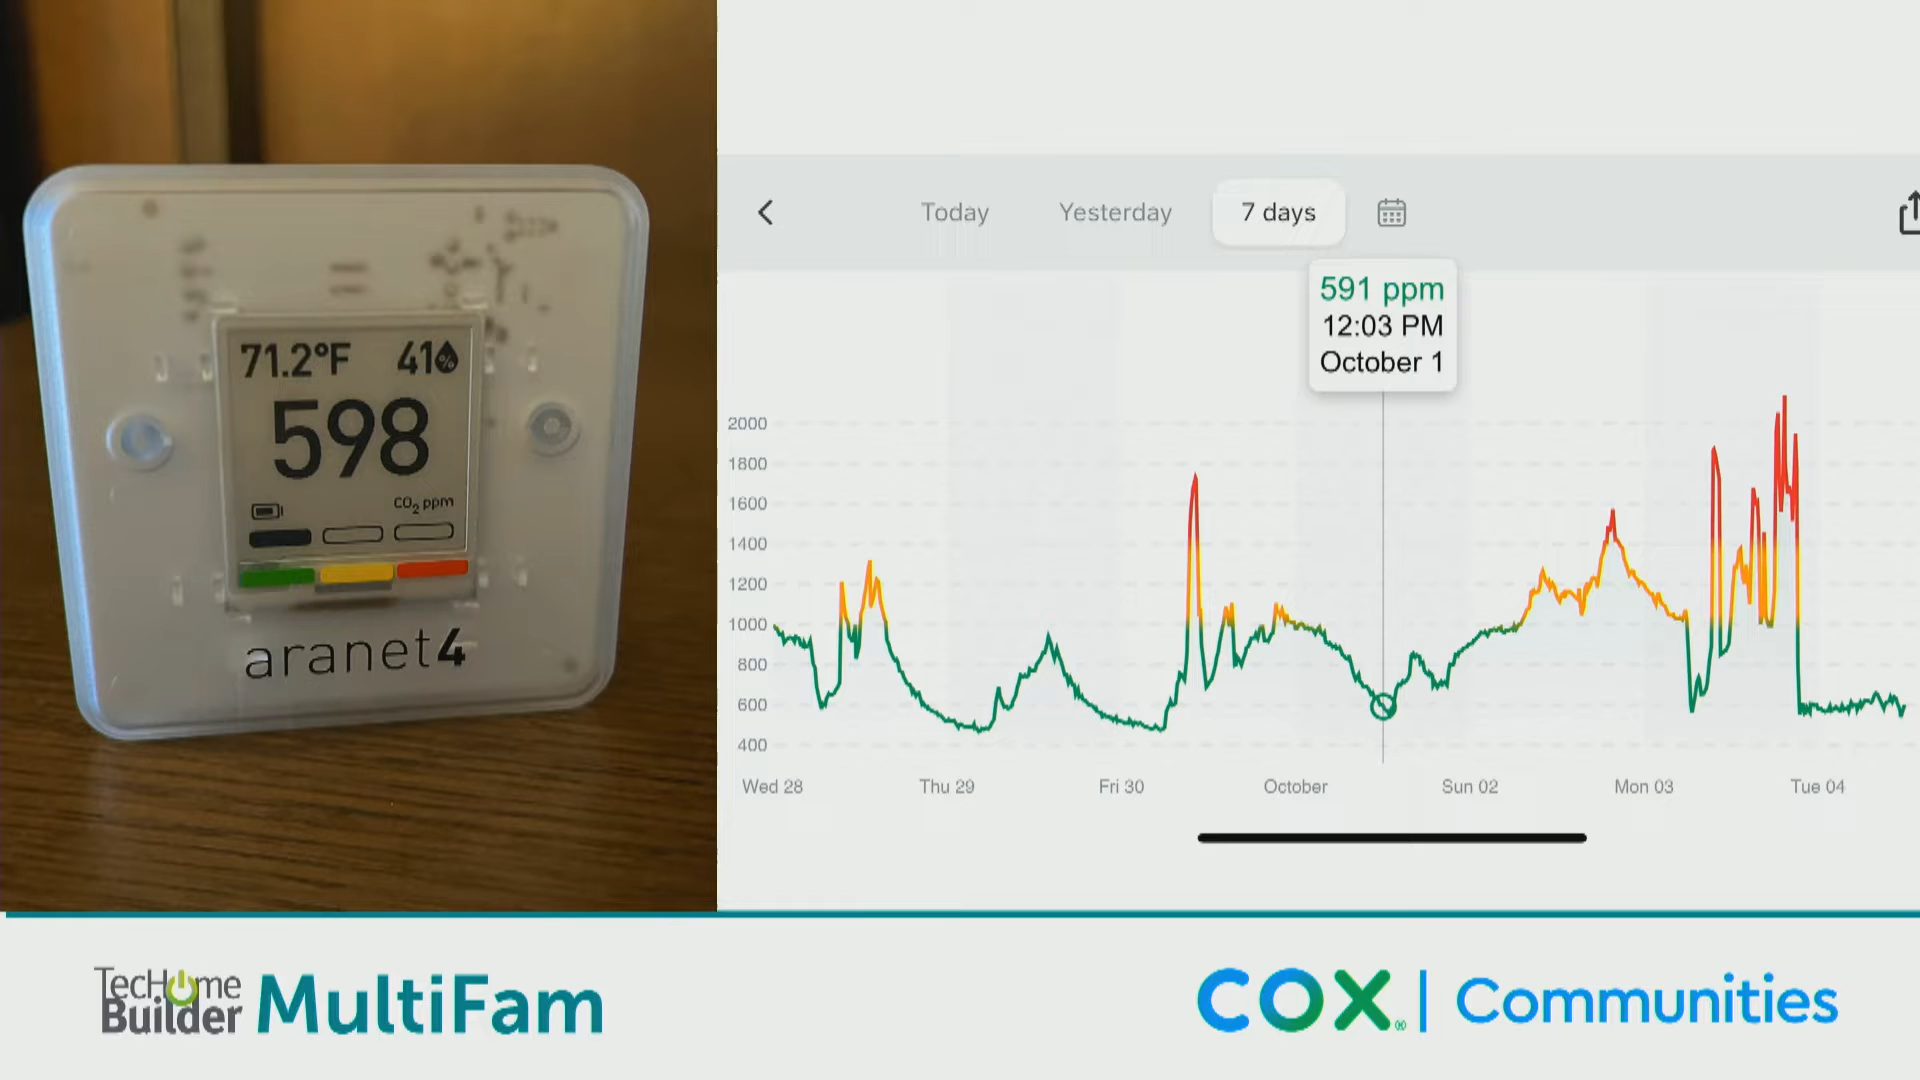 71.2°F 41%
598
CO2 ppm
aranet4
Today Yesterday 7 days
591 ppm
12:03 PM
October 1
2000
1800
1600
1400
1200
1000
800
600
400
Wed 28 Thu 29 Fri 30 October Sun 02 Mon 03 Tue 04
TecHome
Builder MultiFam
COX® | Communities